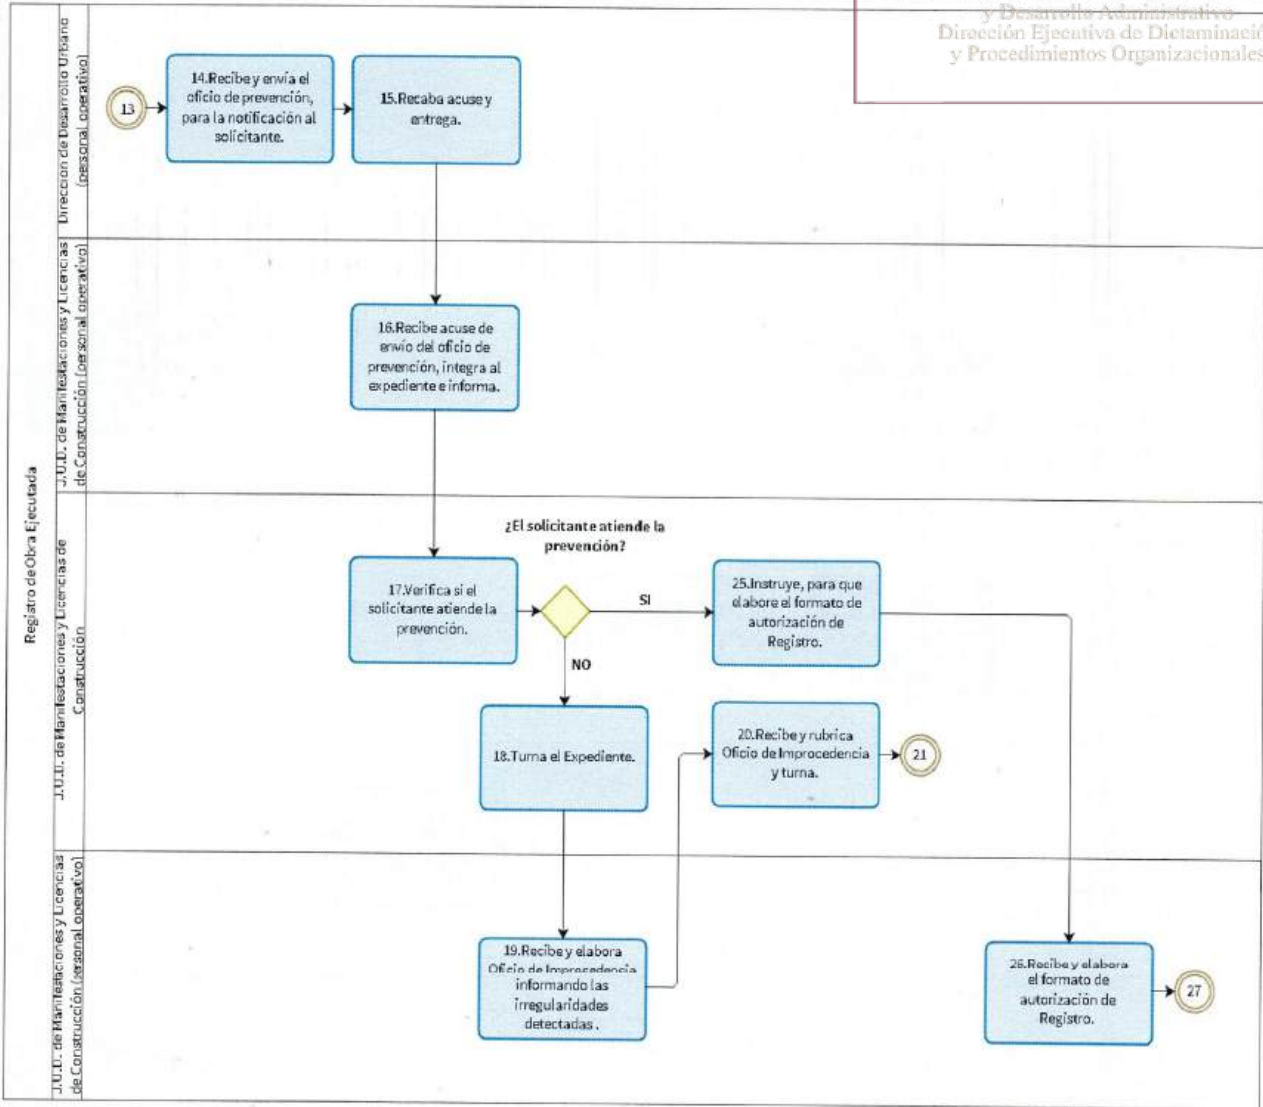 y Desarrollo Administrativo
Dirección Ejecutiva de Dictaminació
y Procedimientos Organizacionales
Registro de Obra Ejecutada
Dirección de Desarrollo Urbano
(personal operativo)
13
14.Recibe y envía el
oficio de prevención,
para la notificación al
solicitante.
15.Recaba acuse y
entrega.
J.U.D. de Manifestaciones y Licencias
de Construcción (personal operativo)
16.Recibe acuse de
envío del oficio de
prevención, integra al
expediente e informa.
J.U.D. de Manifestaciones y Licencias de
Construcción
17.Verifica si el
solicitante atiende la
prevención.
¿El solicitante atiende la
prevención?
SI
NO
25.Instruye, para que
elabore el formato de
autorización de
Registro.
18.Turna el Expediente.
20.Recibe y rubrica
Oficio de Improcedencia
y turna.
21
J.U.D. de Manifestaciones y Licencias
de Construcción (personal operativo)
19.Recibe y elabora
Oficio de Improcedencia
informando las
irregularidades
detectadas.
26.Recibe y elabora
el formato de
autorización de
Registro.
27